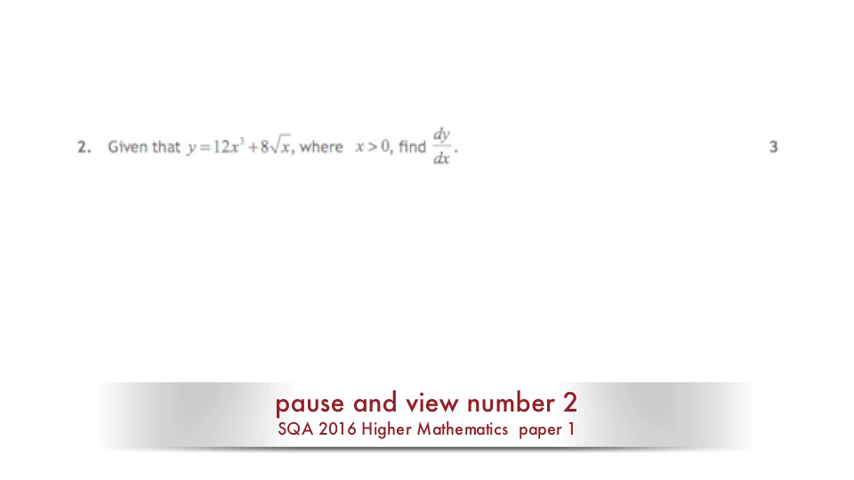 2. Given that y=12x³+8√x, where x>0, find dy/dx. 3
pause and view number 2
SQA 2016 Higher Mathematics paper 1